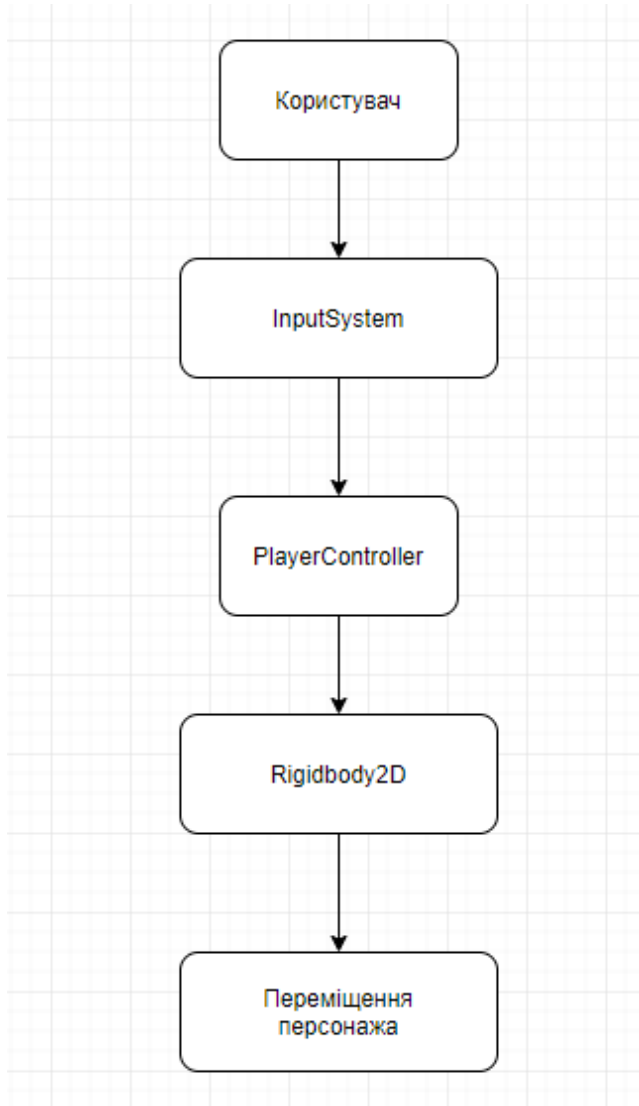 Користувач
InputSystem
PlayerController
Rigidbody2D
Переміщення
персонажа